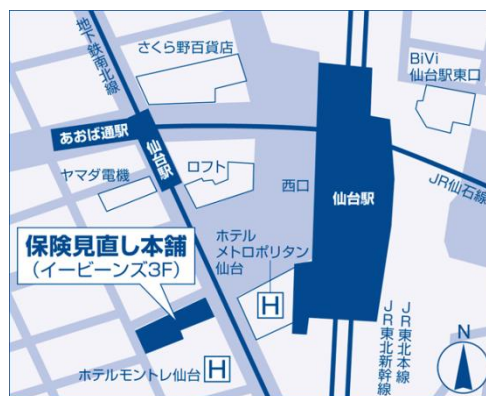 地下鉄南北線
さくら野百貨店
BiVi
仙台駅東口
あおば通駅
仙台駅
ヤマダ電機
ロフト
西口
仙台駅
JR仙石線
保険見直し本舗
(イービーンズ3F)
ホテル
メトロポリタン
仙台
H
ホテルモントレ仙台
H
JR東北新幹線
JR東北本線
N